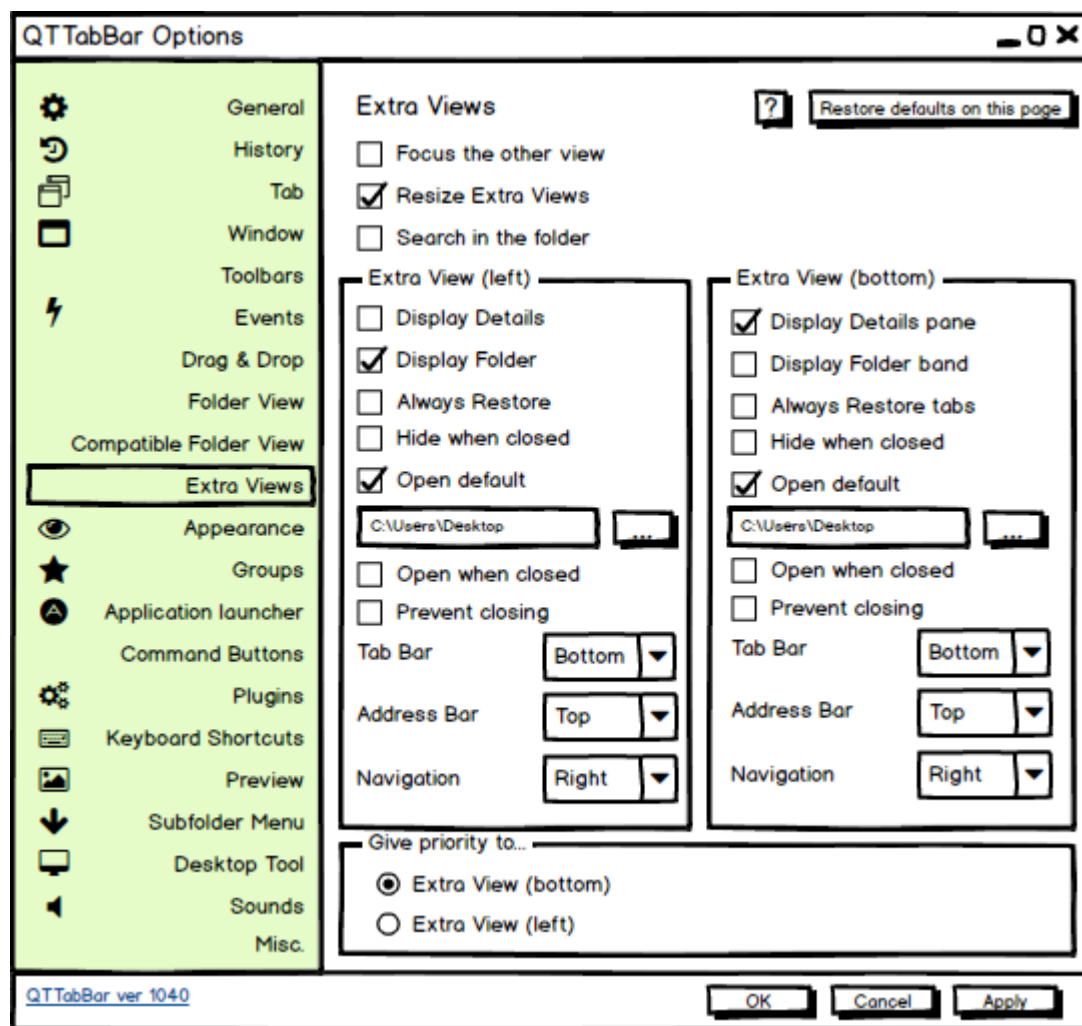 QTTabBar Options
General
History
Tab
Window
Toolbars
Events
Drag & Drop
Folder View
Compatible Folder View
Extra Views
Appearance
Groups
Application launcher
Command Buttons
Plugins
Keyboard Shortcuts
Preview
Subfolder Menu
Desktop Tool
Sounds
Misc.
Extra Views
?
Restore defaults on this page
Focus the other view
Resize Extra Views
Search in the folder
Extra View (left)
Display Details
Display Folder
Always Restore
Hide when closed
Open default
C:\Users\Desktop
...
Open when closed
Prevent closing
Tab Bar
Bottom
Address Bar
Top
Navigation
Right
Extra View (bottom)
Display Details pane
Display Folder band
Always Restore tabs
Hide when closed
Open default
C:\Users\Desktop
...
Open when closed
Prevent closing
Tab Bar
Bottom
Address Bar
Top
Navigation
Right
Give priority to...
Extra View (bottom)
Extra View (left)
QTTabBar ver 1040
OK
Cancel
Apply